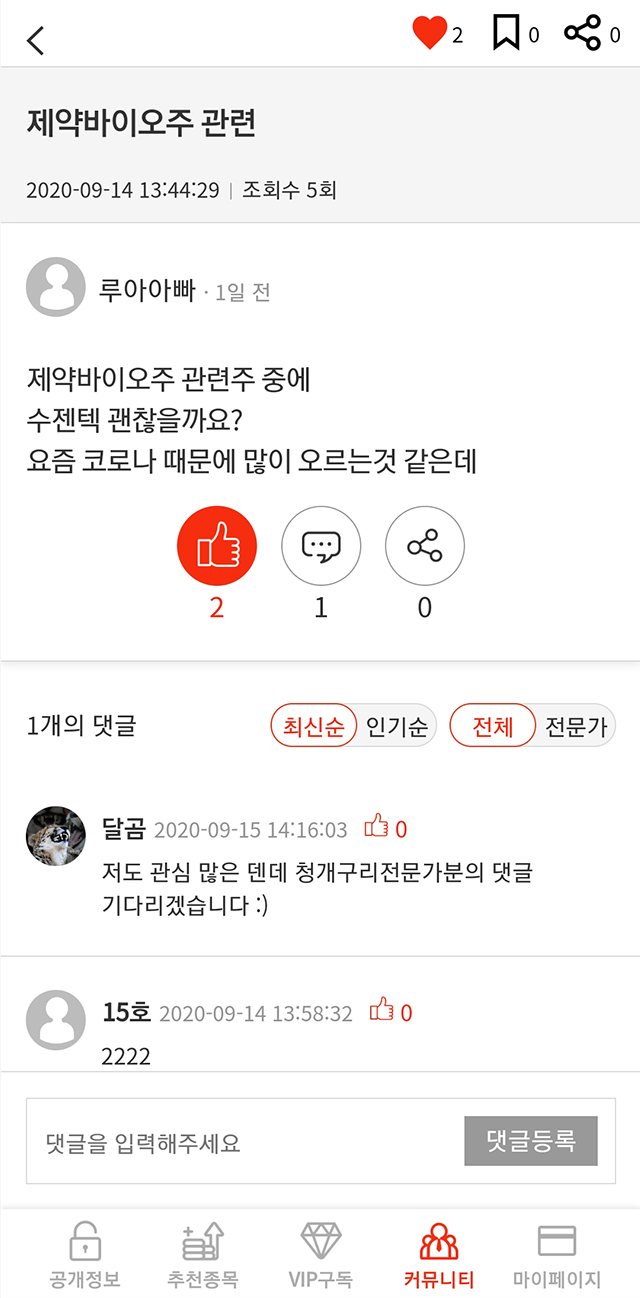 2 0 0
제약바이오주 관련
2020-09-14 13:44:29 | 조회수 5회
루아아빠 · 1일 전
제약바이오주 관련주 중에
수젠텍 괜찮을까요?
요즘 코로나 때문에 많이 오르는것 같은데
2 1 0
1개의 댓글 최신순 인기순 전체 전문가
달곰 2020-09-15 14:16:03 0
저도 관심 많은 덴데 청개구리전문가분의 댓글
기다리겠습니다 :)
15호 2020-09-14 13:58:32 0
2222
댓글을 입력해주세요 댓글등록
공개정보 추천종목 VIP구독 커뮤니티 마이페이지